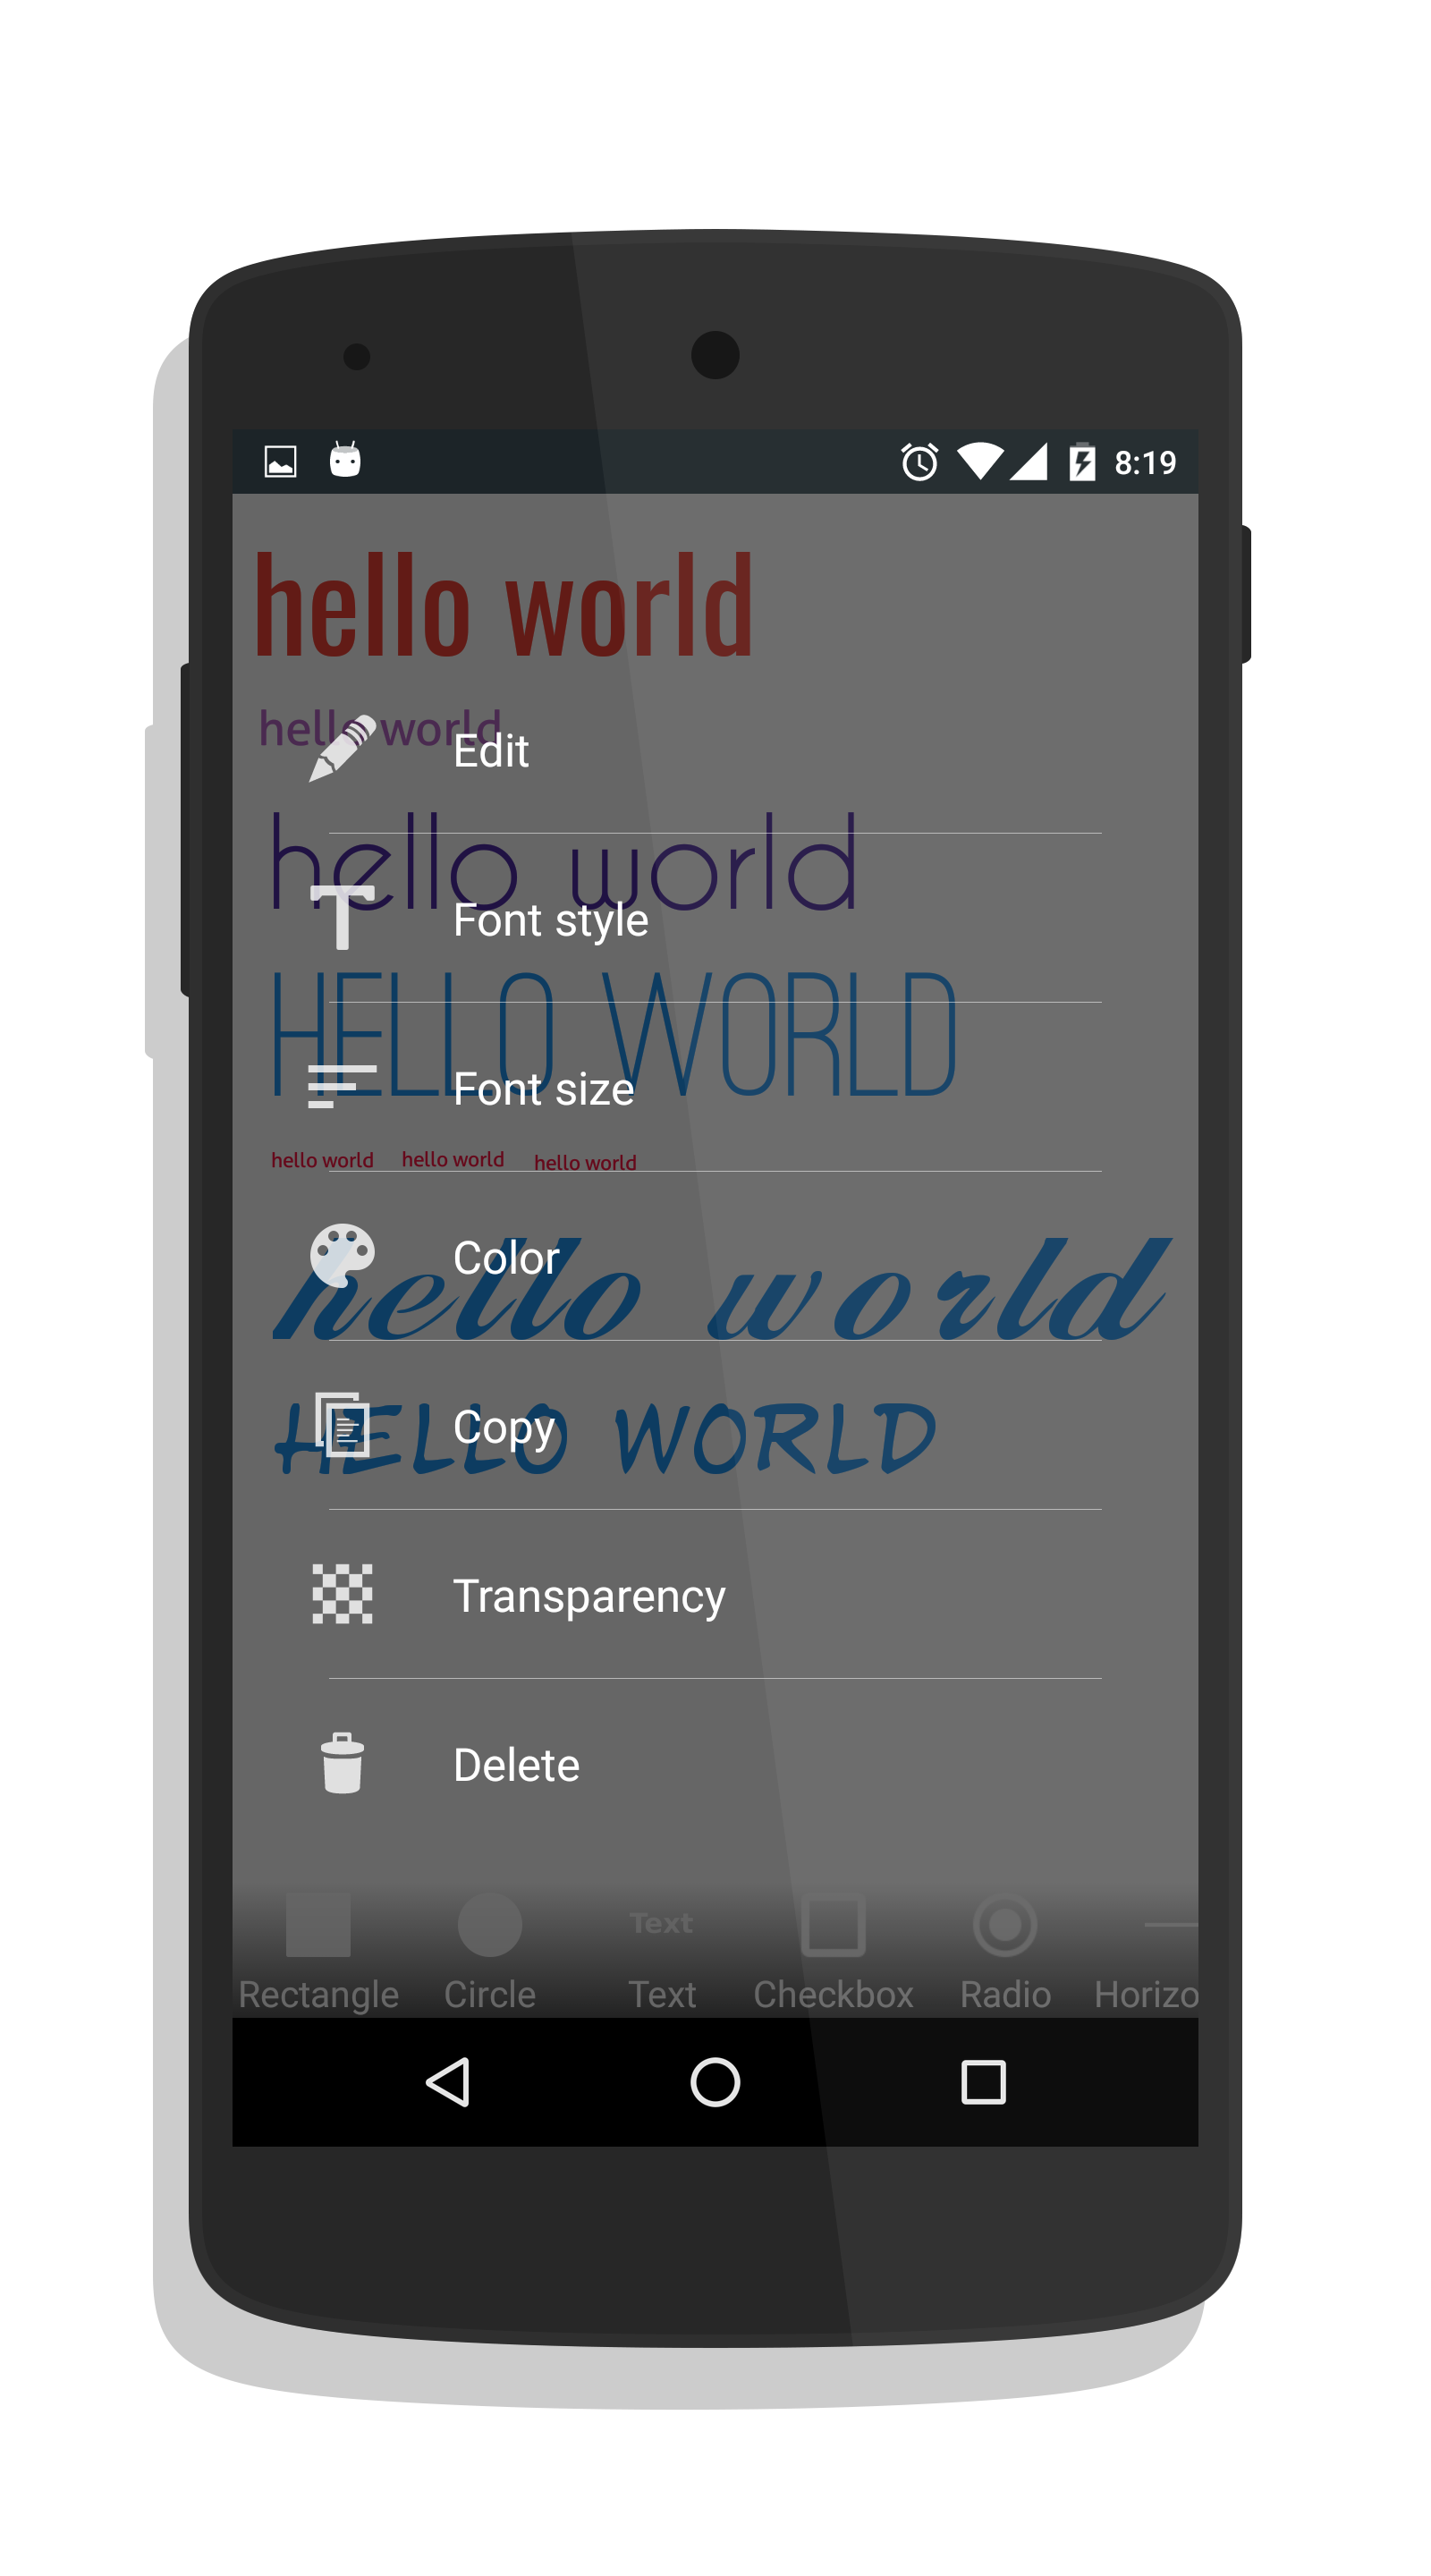 8:19
hello world
hello world
Edit
hello world
Font style
HELLO WORLD
Font size
hello world hello world hello world
Color
hello world
Copy
HELLO WORLD
Transparency
Delete
Text
Rectangle Circle Text Checkbox Radio Horizo